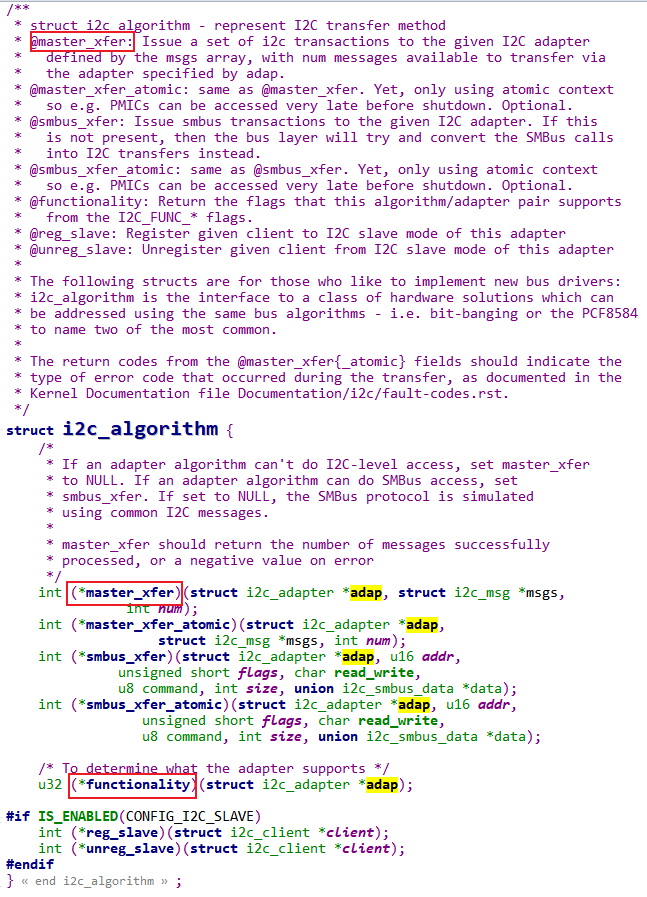 /**
 * struct i2c_algorithm - represent I2C transfer method
 * @master_xfer: Issue a set of i2c transactions to the given I2C adapter
 *   defined by the msgs array, with num messages available to transfer via
 *   the adapter specified by adap.
 * @master_xfer_atomic: same as @master_xfer. Yet, only using atomic context
 *   so e.g. PMICs can be accessed very late before shutdown. Optional.
 * @smbus_xfer: Issue smbus transactions to the given I2C adapter. If this
 *   is not present, then the bus layer will try and convert the SMBus calls
 *   into I2C transfers instead.
 * @smbus_xfer_atomic: same as @smbus_xfer. Yet, only using atomic context
 *   so e.g. PMICs can be accessed very late before shutdown. Optional.
 * @functionality: Return the flags that this algorithm/adapter pair supports
 *   from the I2C_FUNC_* flags.
 * @reg_slave: Register given client to I2C slave mode of this adapter
 * @unreg_slave: Unregister given client from I2C slave mode of this adapter
 *
 * The following structs are for those who like to implement new bus drivers:
 * i2c_algorithm is the interface to a class of hardware solutions which can
 * be addressed using the same bus algorithms - i.e. bit-banging or the PCF8584
 * to name two of the most common.
 *
 * The return codes from the @master_xfer{_atomic} fields should indicate the
 * type of error code that occurred during the transfer, as documented in the
 * Kernel Documentation file Documentation/i2c/fault-codes.rst.
 */
struct i2c_algorithm {
    /*
     * If an adapter algorithm can't do I2C-level access, set master_xfer
     * to NULL. If an adapter algorithm can do SMBus access, set
     * smbus_xfer. If set to NULL, the SMBus protocol is simulated
     * using common I2C messages.
     *
     * master_xfer should return the number of messages successfully
     * processed, or a negative value on error
     */
    int (*master_xfer)(struct i2c_adapter *adap, struct i2c_msg *msgs,
               int num);
    int (*master_xfer_atomic)(struct i2c_adapter *adap,
                   struct i2c_msg *msgs, int num);
    int (*smbus_xfer)(struct i2c_adapter *adap, u16 addr,
              unsigned short flags, char read_write,
              u8 command, int size, union i2c_smbus_data *data);
    int (*smbus_xfer_atomic)(struct i2c_adapter *adap, u16 addr,
                 unsigned short flags, char read_write,
                 u8 command, int size, union i2c_smbus_data *data);

    /* To determine what the adapter supports */
    u32 (*functionality)(struct i2c_adapter *adap);

#if IS_ENABLED(CONFIG_I2C_SLAVE)
    int (*reg_slave)(struct i2c_client *client);
    int (*unreg_slave)(struct i2c_client *client);
#endif
} « end i2c_algorithm » ;